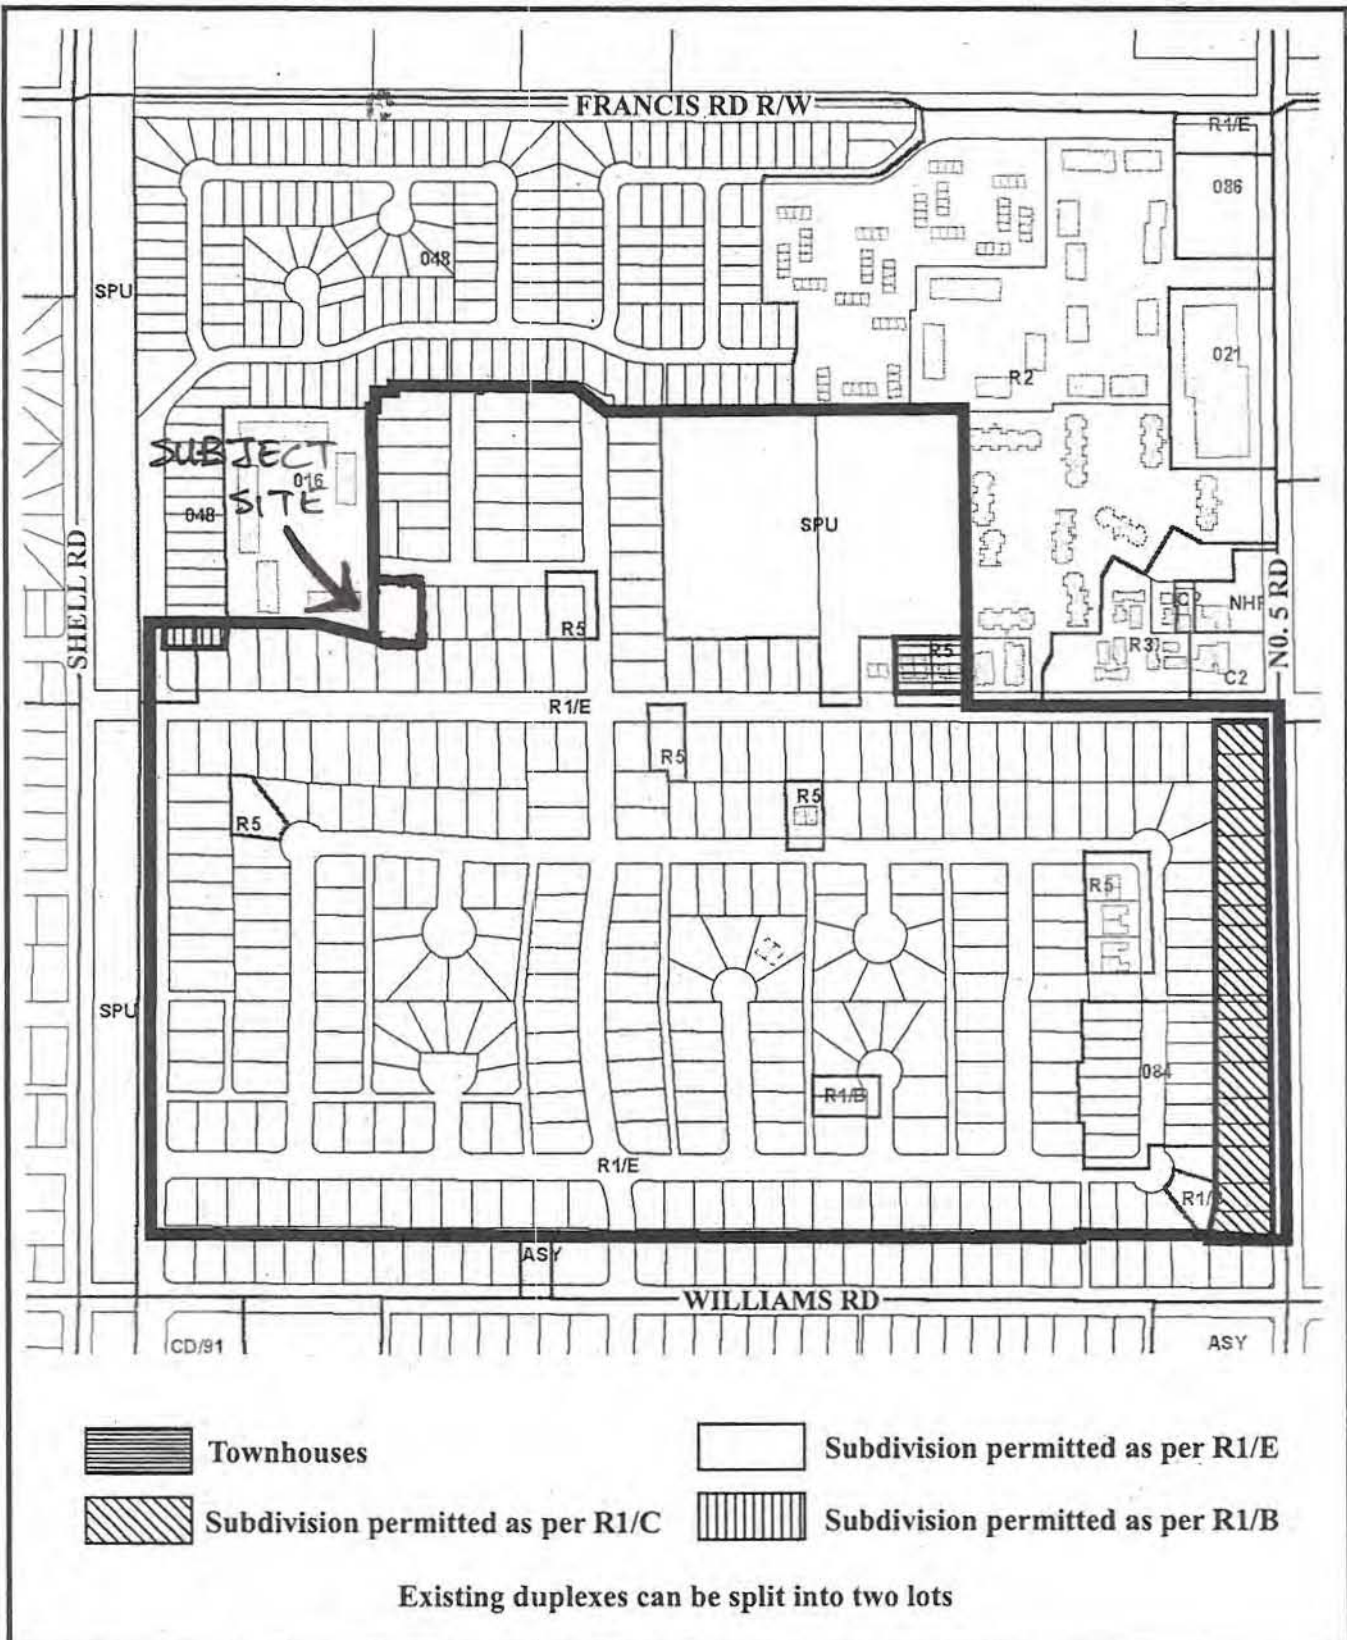 FRANCIS RD R/W
R1/E
086
048
SPU
021
R2
SUBJECT
016
SITE
048
SPU
SHELL RD
NO. 5 RD
NHF
R5
R3
R5
C2
R1/E
R5
R5
R5
R5
SPU
084
R1/B
R1/E
ASY
WILLIAMS RD
CD/91
ASY
Townhouses
Subdivision permitted as per R1/E
Subdivision permitted as per R1/C
Subdivision permitted as per R1/B
Existing duplexes can be split into two lots